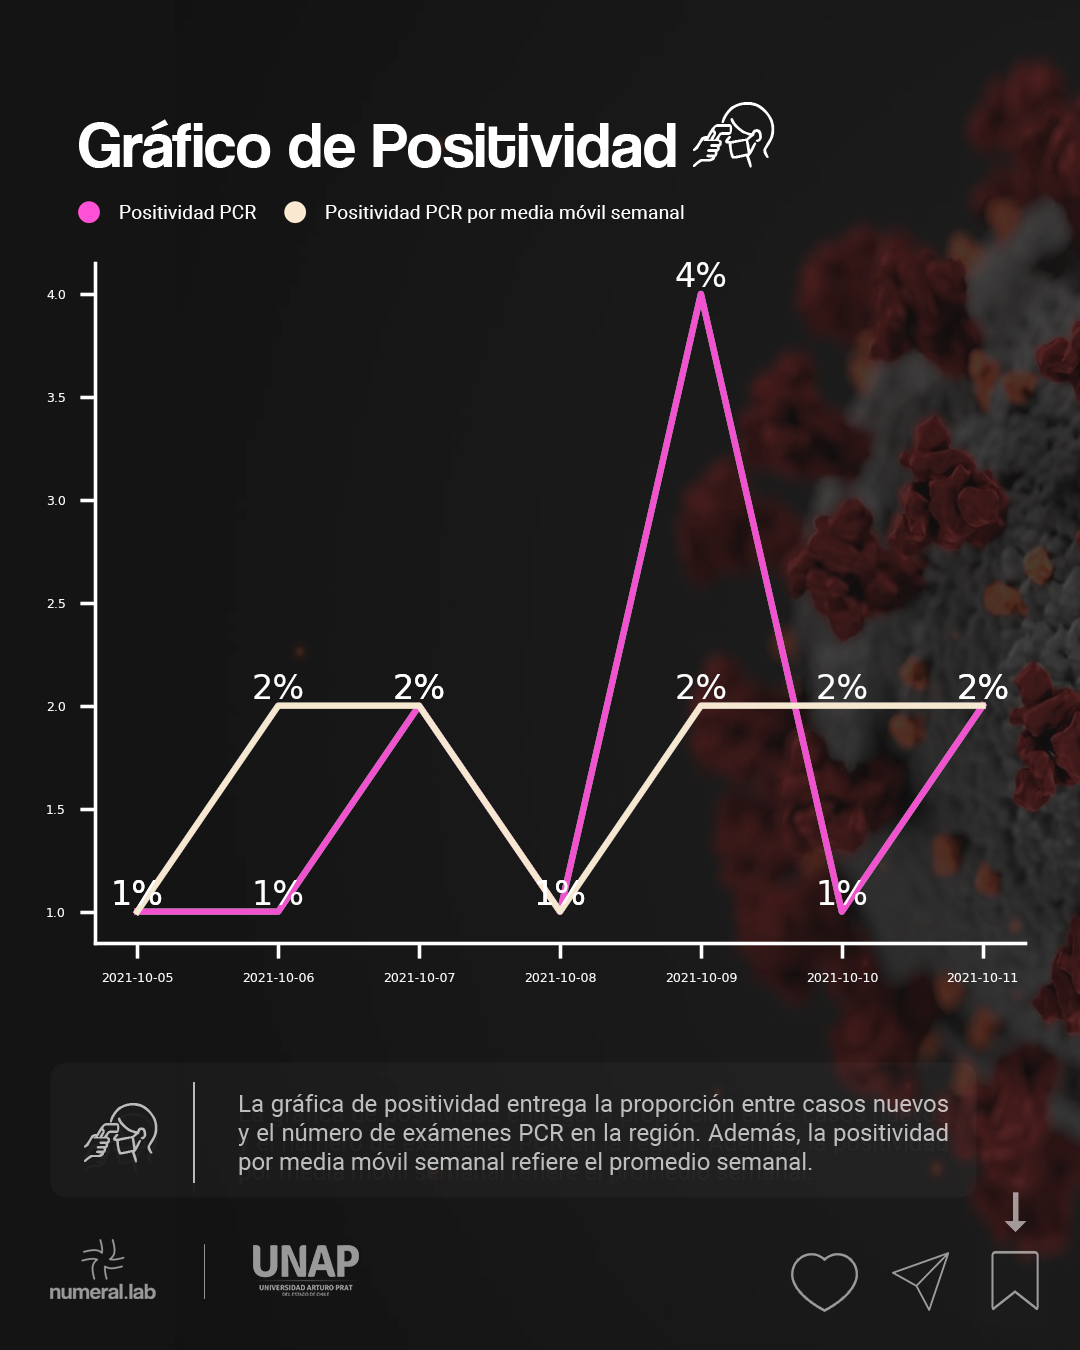 Gráfico de Positividad
Positividad PCR
Positividad PCR por media móvil semanal
4%
4.0
3.5
3.0
2.5
2% 2% 2% 2% 2%
2.0
1.5
1% 1% 1% 1%
1.0
2021-10-05 2021-10-06 2021-10-07 2021-10-08 2021-10-09 2021-10-10 2021-10-11
La gráfica de positividad entrega la proporción entre casos nuevos
y el número de exámenes PCR en la región. Además, la positividad
por media móvil semanal refiere el promedio semanal.
numeral.lab
UNAP
UNIVERSIDAD ARTURO PRAT
DEL ESTADO DE CHILE